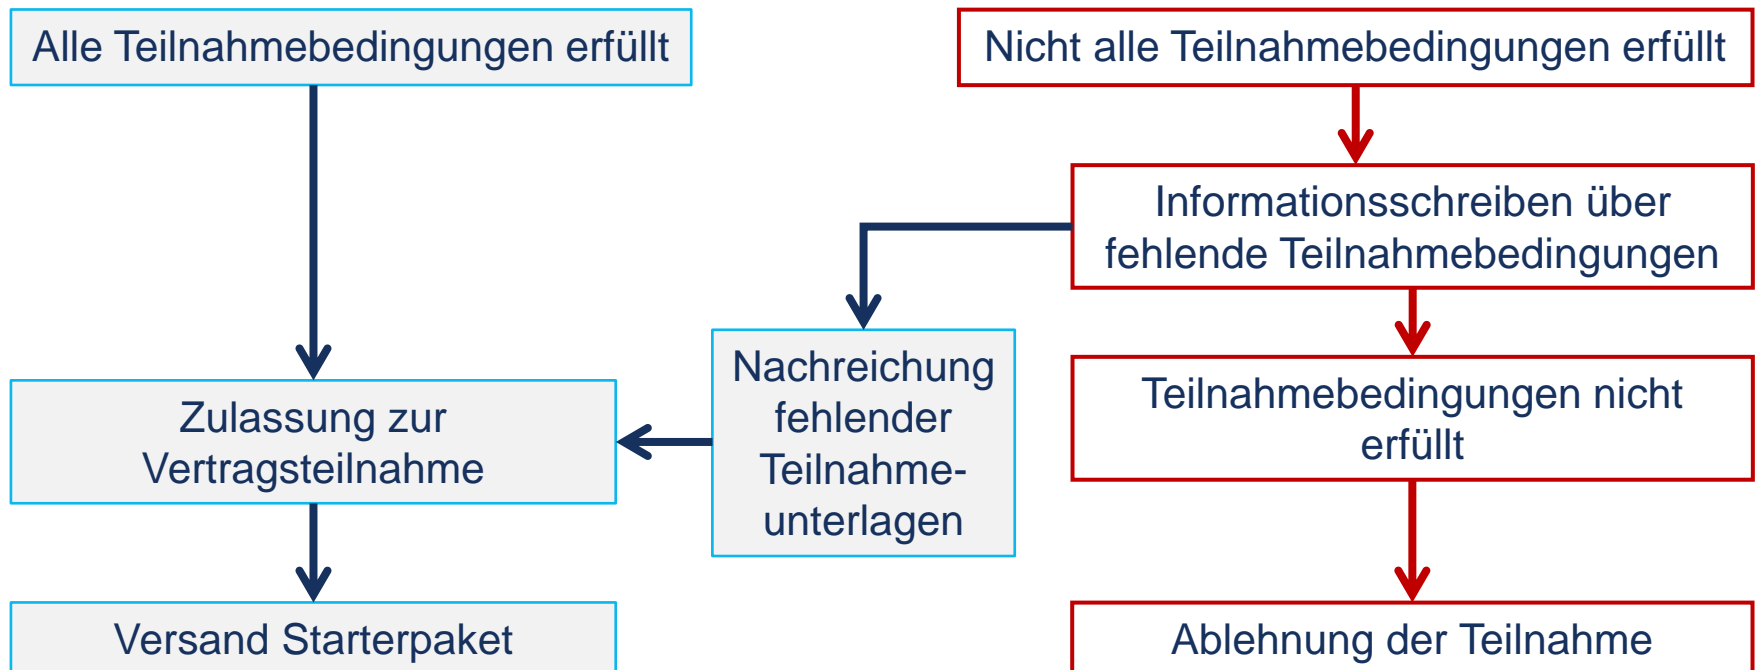 Alle Teilnahmebedingungen erfüllt
Nicht alle Teilnahmebedingungen erfüllt
Informationsschreiben über
fehlende Teilnahmebedingungen
Nachreichung
fehlender
Teilnahme-
unterlagen
Teilnahmebedingungen nicht
erfüllt
Zulassung zur
Vertragsteilnahme
Versand Starterpaket
Ablehnung der Teilnahme